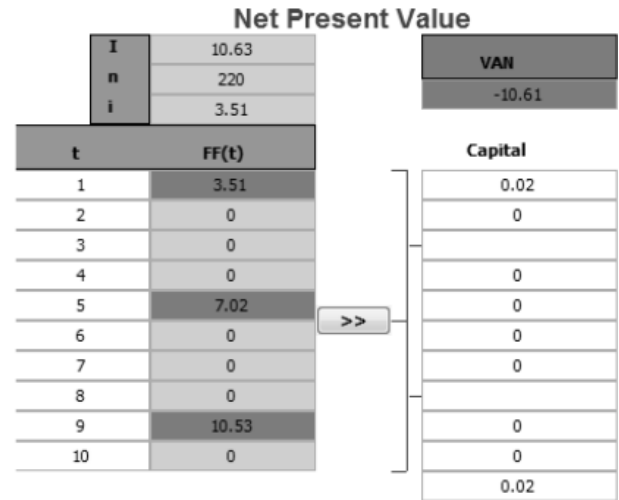 Net Present Value
I 10.63
n 220
i 3.51
VAN
-10.61
t FF(t) Capital
1 3.51 0.02
2 0 0
3 0
4 0 0
5 7.02 0
>>
6 0 0
7 0 0
8 0
9 10.53 0
10 0 0
0.02